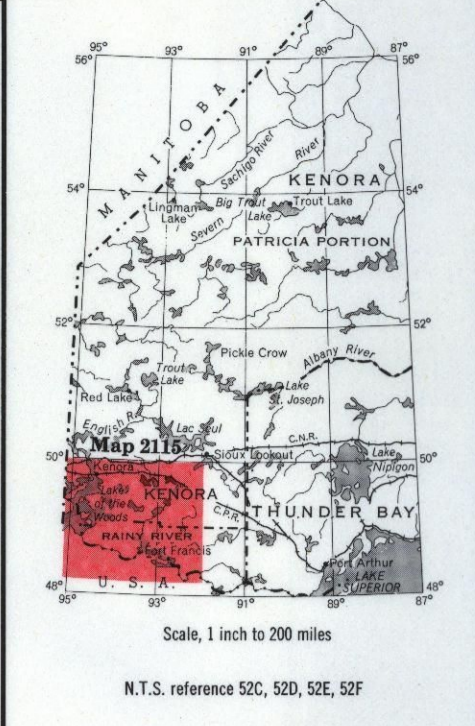 95° 93° 91° 89° 87°
56° 56°
MANITOBA
Sachigo River
River
KENORA
54° 54°
Lingman Lake
Big Trout Lake
Trout Lake
Severn
PATRICIA PORTION
52° 52°
Pickle Crow
Albany River
Trout Lake
Lake St. Joseph
Red Lake
English R.
Lac Seul
C.N.R.
Map 2115
Sioux Lookout
Lake Nipigon
50° 50°
Kenora
Lake of the Woods
KENORA
C.P.R.
THUNDER BAY
RAINY RIVER
Fort Francis
Port Arthur
LAKE SUPERIOR
U. S. A.
48° 48°
95° 93° 91° 89° 87°
Scale, 1 inch to 200 miles
N.T.S. reference 52C, 52D, 52E, 52F